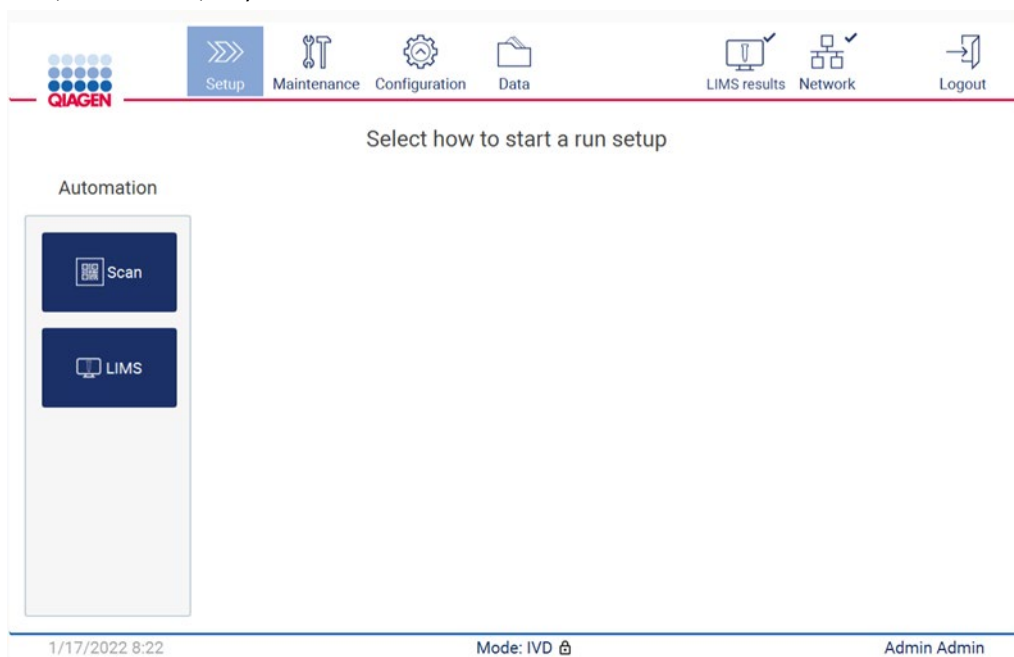 QIAGEN
Setup
Maintenance
Configuration
Data
LIMS results
Network
Logout
Select how to start a run setup
Automation
Scan
LIMS
1/17/2022 8:22
Mode: IVD
Admin Admin